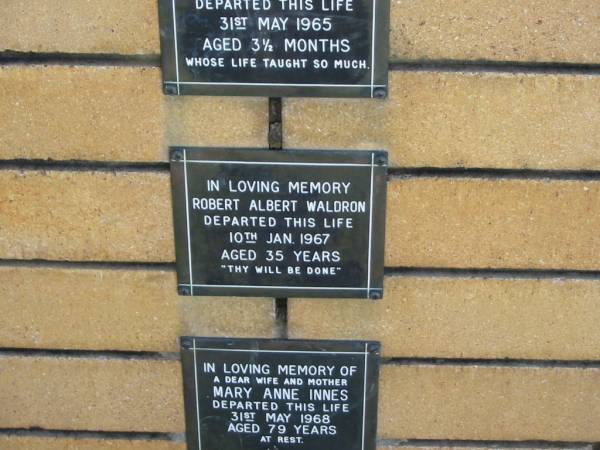 DEPARTED THIS LIFE
31ST MAY 1965
AGED 3½ MONTHS
WHOSE LIFE TAUGHT SO MUCH.
IN LOVING MEMORY
ROBERT ALBERT WALDRON
DEPARTED THIS LIFE
10TH JAN. 1967
AGED 35 YEARS
"THY WILL BE DONE"
IN LOVING MEMORY OF
A DEAR WIFE AND MOTHER
MARY ANNE INNES
DEPARTED THIS LIFE
31ST MAY 1968
AGED 79 YEARS
AT REST.